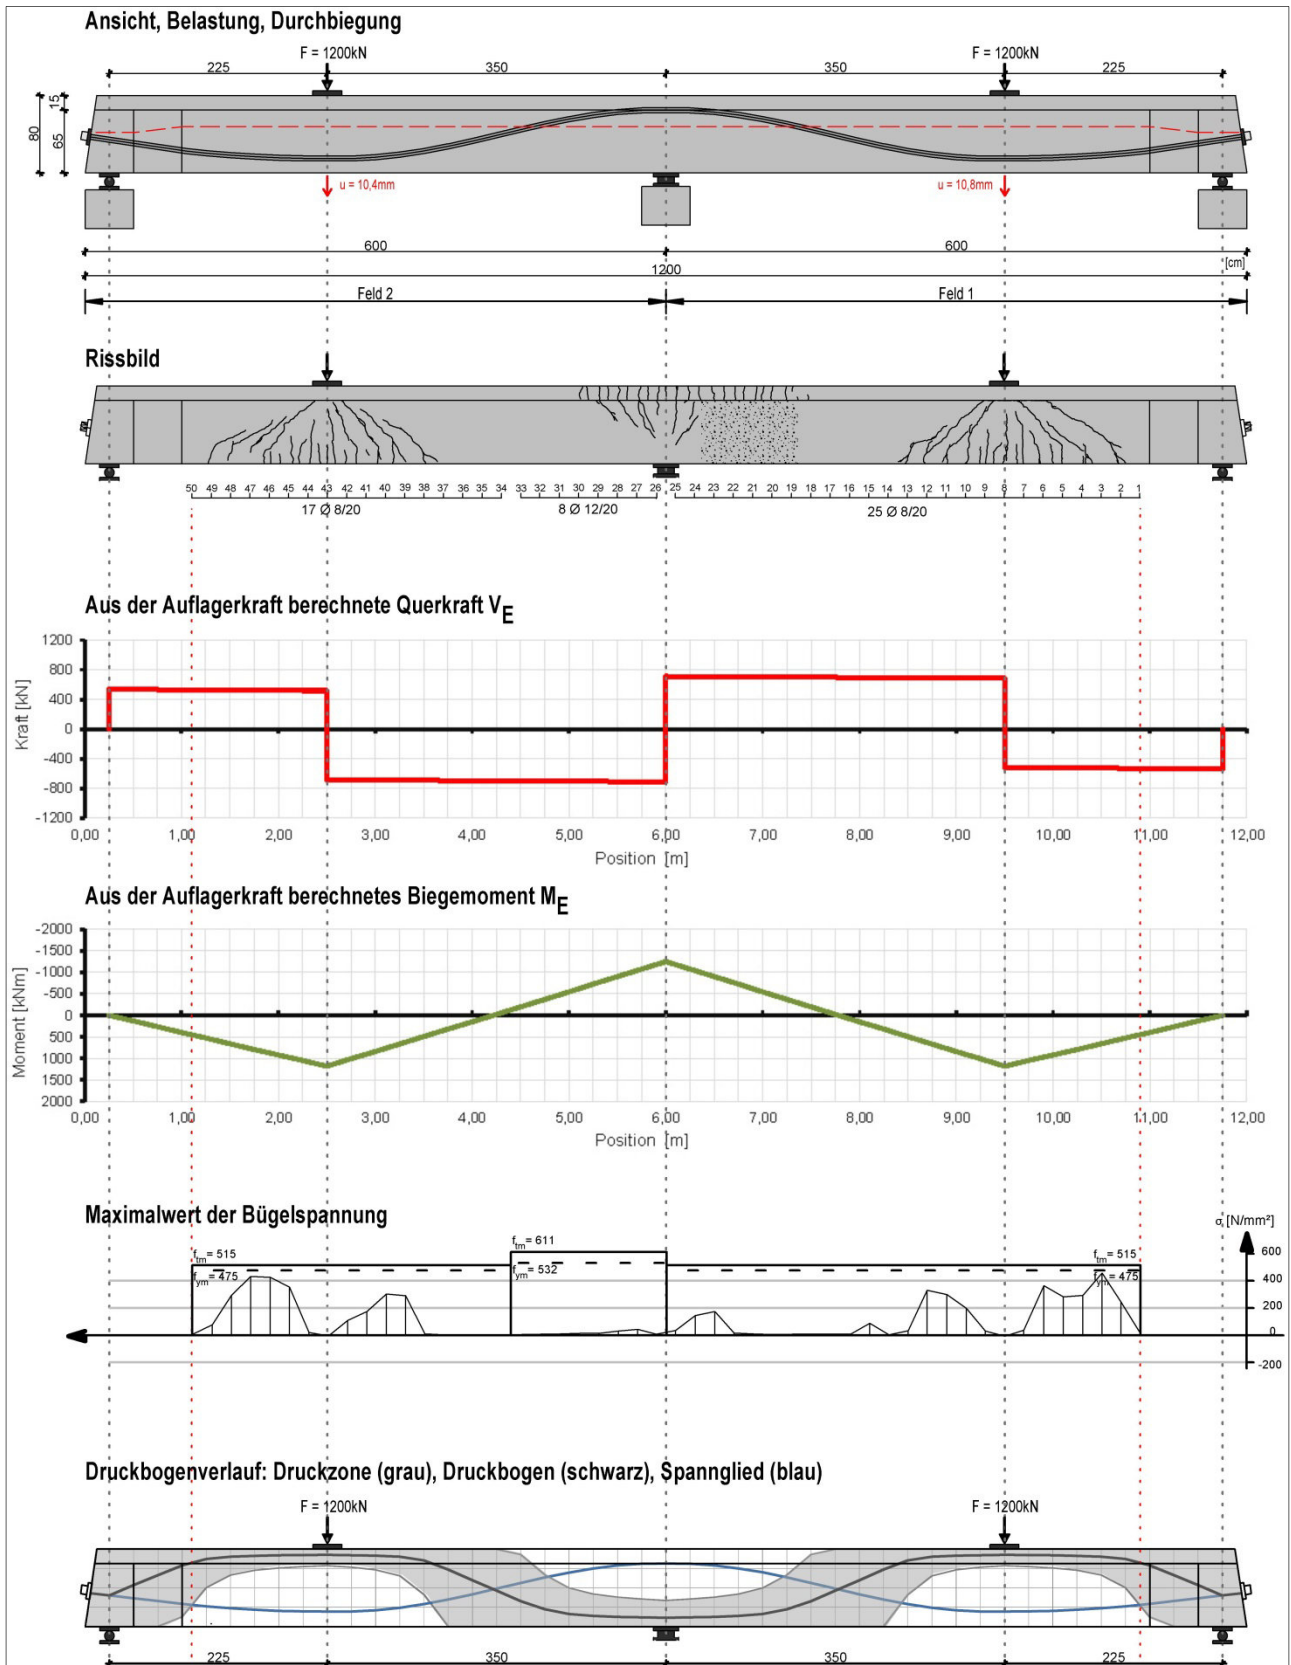 Ansicht, Belastung, Durchbiegung
F = 1200kN F = 1200kN
225 350 350 225
80 65 15
u = 10,4mm u = 10,8mm
600 600
1200 [cm]
Feld 2 Feld 1
Rissbild
50 49 48 47 46 45 44 43 42 41 40 39 38 37 36 35 34 33 32 31 30 29 28 27 26 25 24 23 22 21 20 19 18 17 16 15 14 13 12 11 10 9 8 7 6 5 4 3 2 1
17 Ø 8/20 8 Ø 12/20 25 Ø 8/20
Aus der Auflagerkraft berechnete Querkraft VE
Kraft [kN]
1200
800
400
0
-400
-800
-1200
0,00 1,00 2,00 3,00 4,00 5,00 6,00 7,00 8,00 9,00 10,00 11,00 12,00
Position [m]
Aus der Auflagerkraft berechnetes Biegemoment ME
Moment [kNm]
-2000
-1500
-1000
-500
0
500
1000
1500
2000
0,00 1,00 2,00 3,00 4,00 5,00 6,00 7,00 8,00 9,00 10,00 11,00 12,00
Position [m]
Maximalwert der Bügelspannung
σ [N/mm²]
ftm= 515 ftm= 611 ftm= 515
fym= 475 fym= 532 fym= 475
600
400
200
0
-200
Druckbogenverlauf: Druckzone (grau), Druckbogen (schwarz), Spannglied (blau)
F = 1200kN F = 1200kN
225 350 350 225